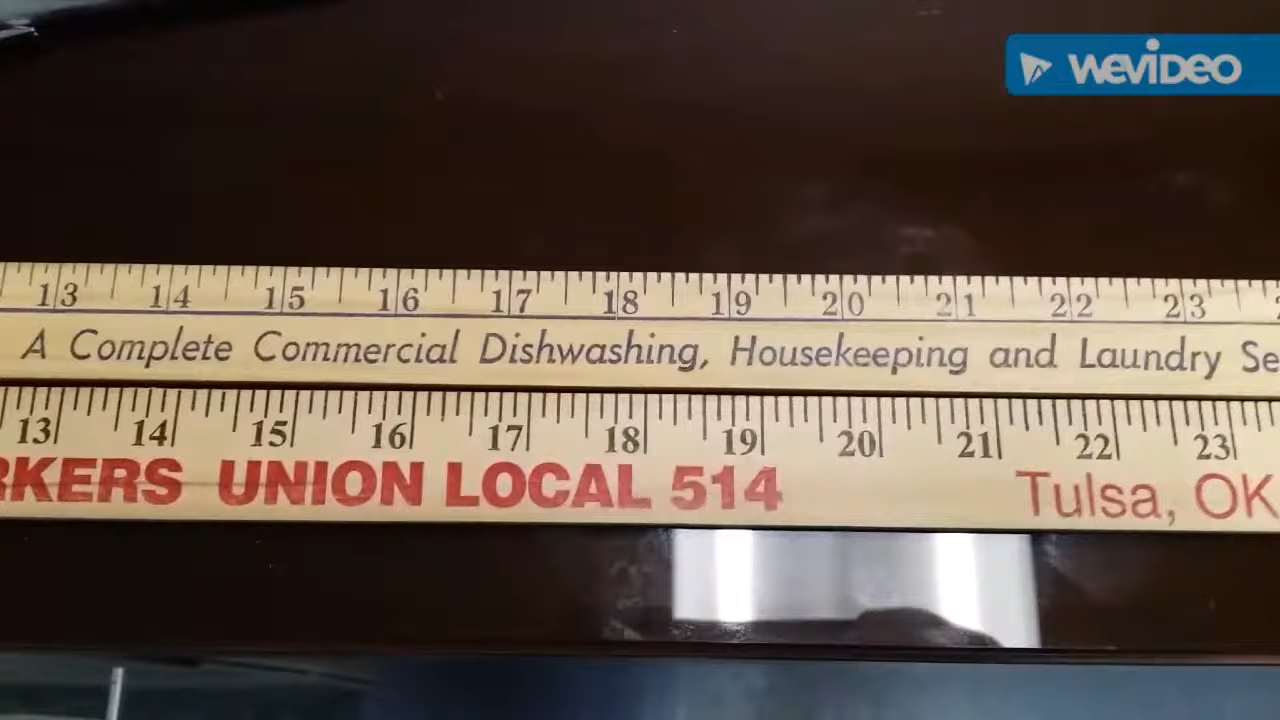 WEVIDEO
13 14 15 16 17 18 19 20 21 22 23
A Complete Commercial Dishwashing, Housekeeping and Laundry Se
13 14 15 16 17 18 19 20 21 22 23
RKERS UNION LOCAL 514 Tulsa, OK